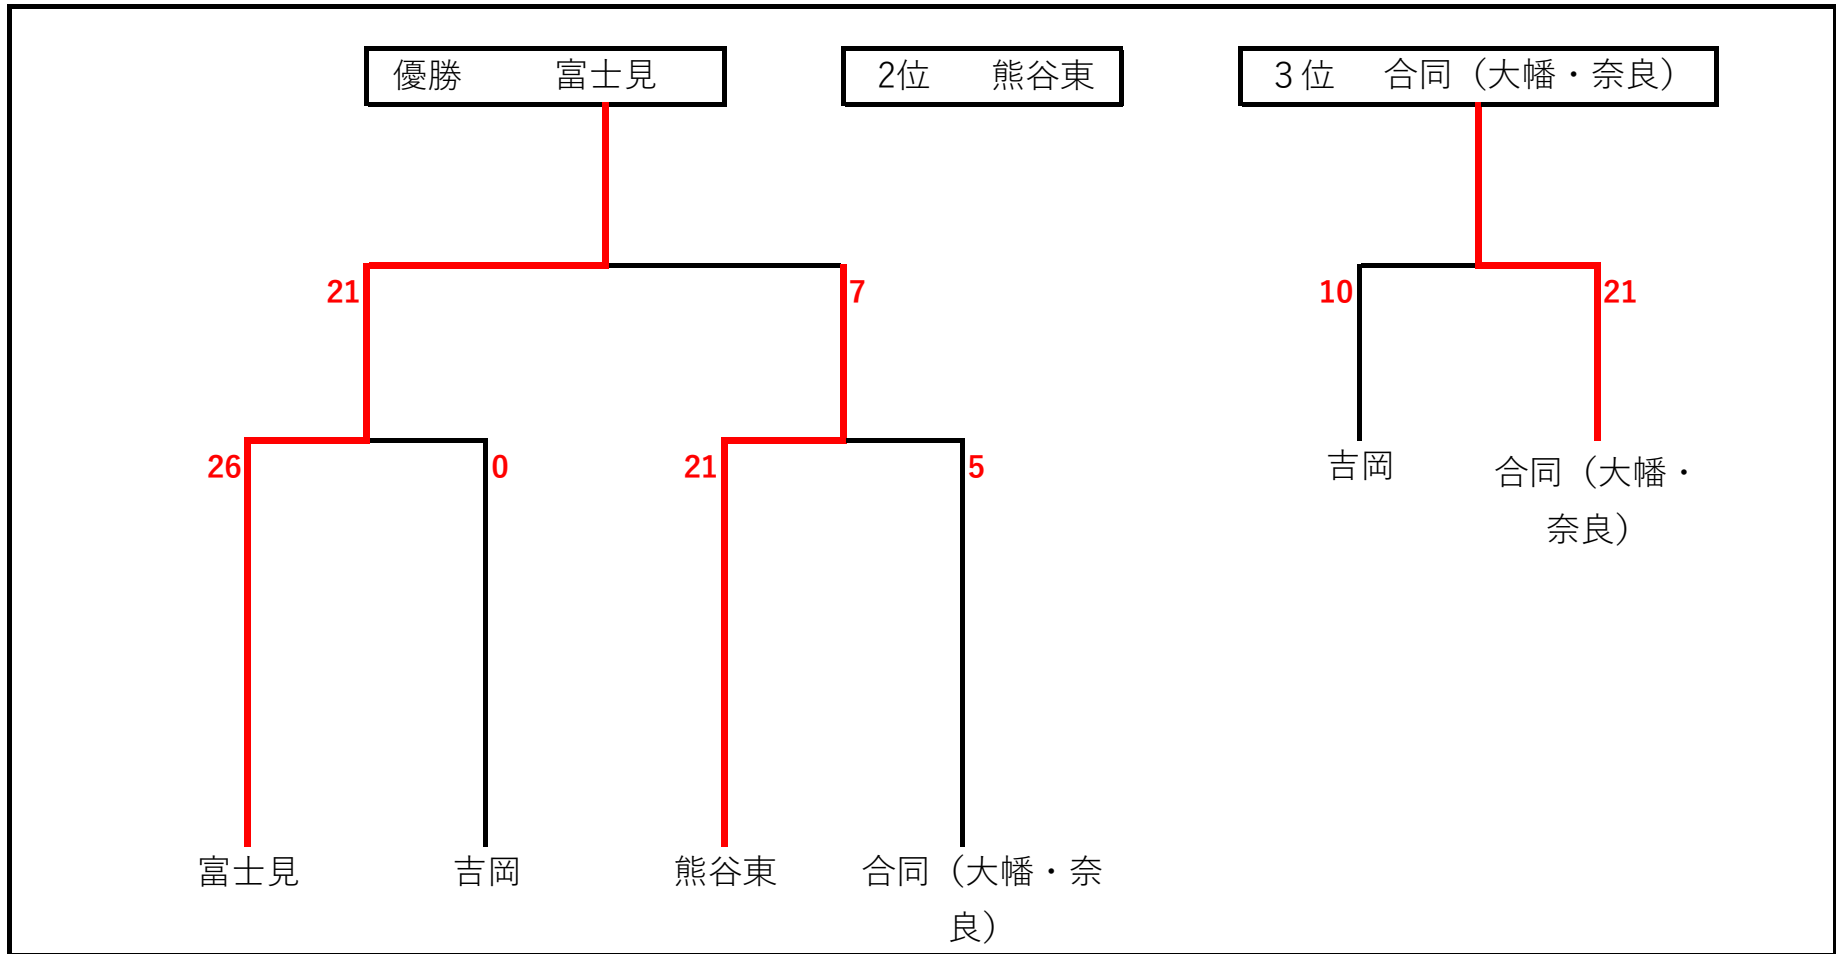 優勝　富士見
2位　熊谷東
３位　合同（大幡・奈良）
21
7
10
21
26
0
21
5
吉岡
合同（大幡・
奈良）
富士見
吉岡
熊谷東
合同（大幡・奈
良）